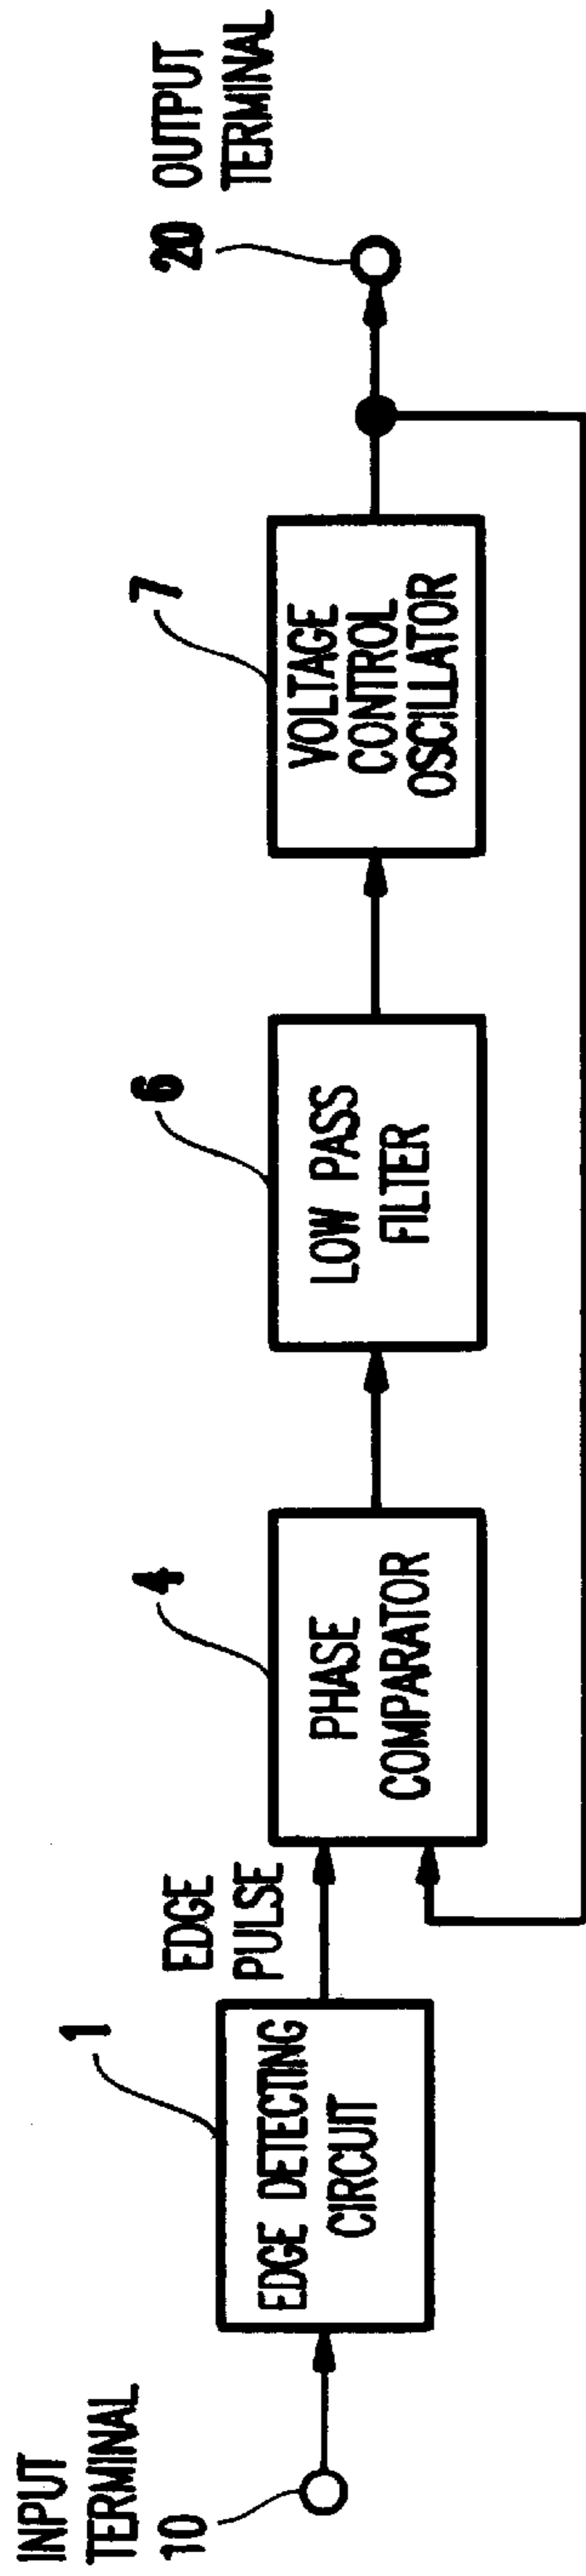 INPUT
TERMINAL
10
1
EDGE DETECTING
CIRCUIT
EDGE
PULSE
4
PHASE
COMPARATOR
6
LOW PASS
FILTER
7
VOLTAGE
CONTROL
OSCILLATOR
20 OUTPUT
TERMINAL